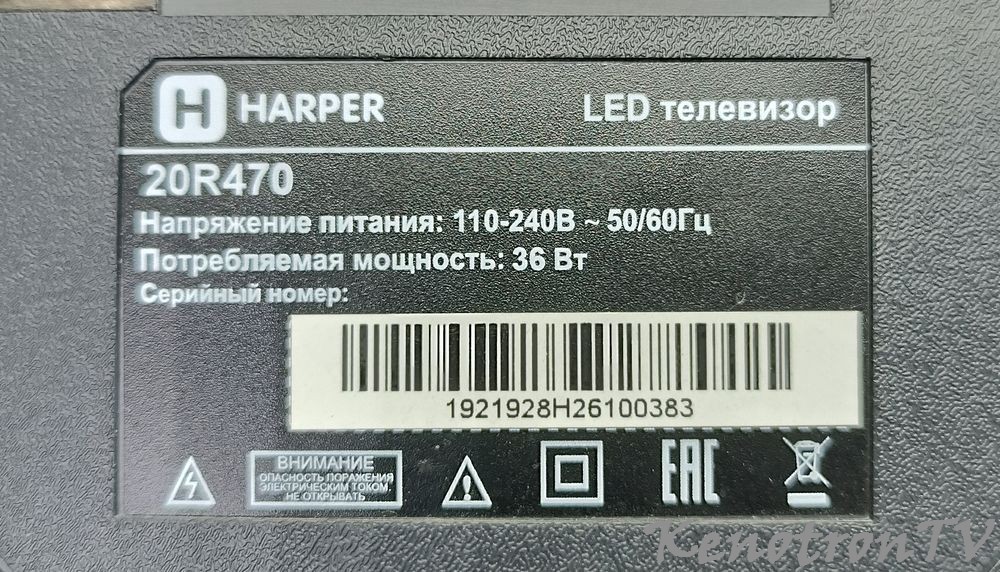 H HARPER
LED телевизор
20R470
Напряжение питания: 110-240В ~ 50/60Гц
Потребляемая мощность: 36 Вт
Серийный номер:
1921928H26100383
ВНИМАНИЕ
ОПАСНОСТЬ ПОРАЖЕНИЯ
ЭЛЕКТРИЧЕСКИМ ТОКОМ.
НЕ ОТКРЫВАТЬ
EAC
KenotronTV